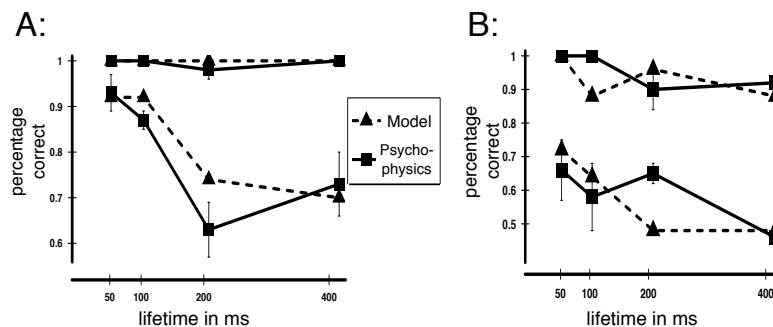 A:
B:
1
0.9
0.8
0.7
0.6
percentage
correct
50
100
200
400
lifetime in ms
Model
Psycho-
physics
1
0.9
0.8
0.7
0.6
0.5
percentage
correct
50
100
200
400
lifetime in ms